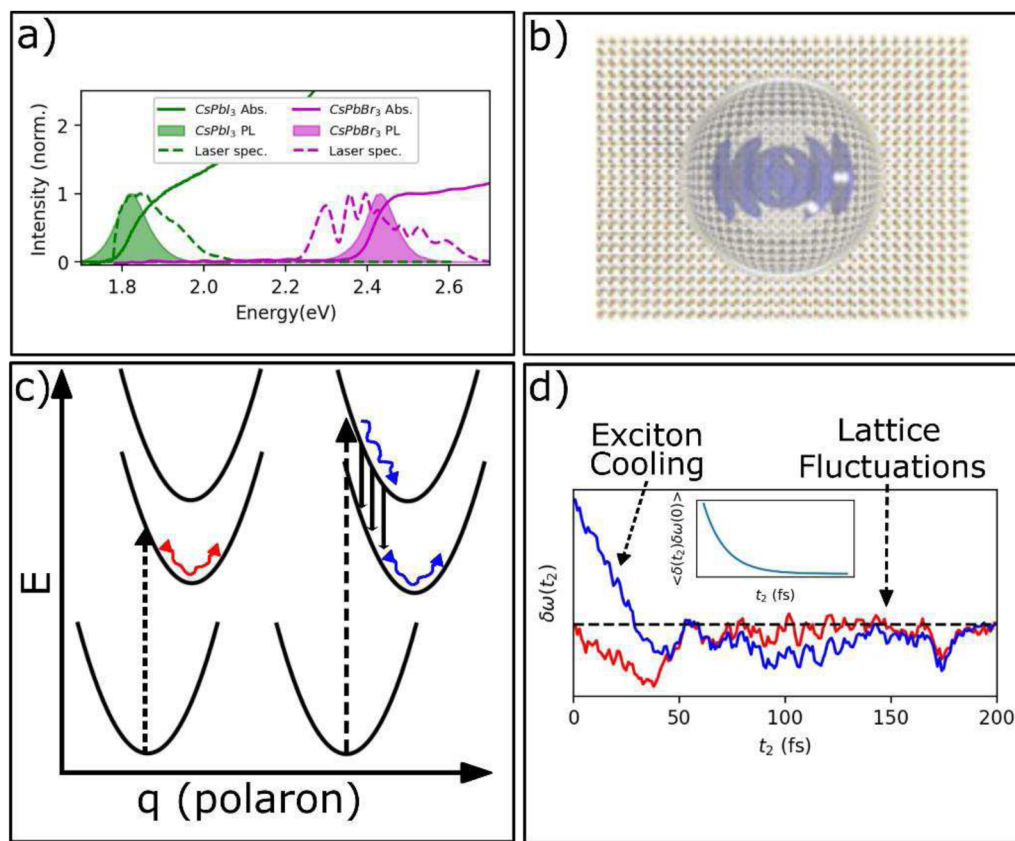 a)
2
1
0
Intensity (norm.)
CsPbI₃ Abs.
CsPbI₃ PL
Laser spec.
CsPbBr₃ Abs.
CsPbBr₃ PL
Laser spec.
1.8 2.0 2.2 2.4 2.6
Energy(eV)
b)
c)
E
q (polaron)
d)
Exciton
Cooling
Lattice
Fluctuations
<δ(t₂)δω(0)>
t₂ (fs)
δω(t₂)
0 50 100 150 200
t₂ (fs)